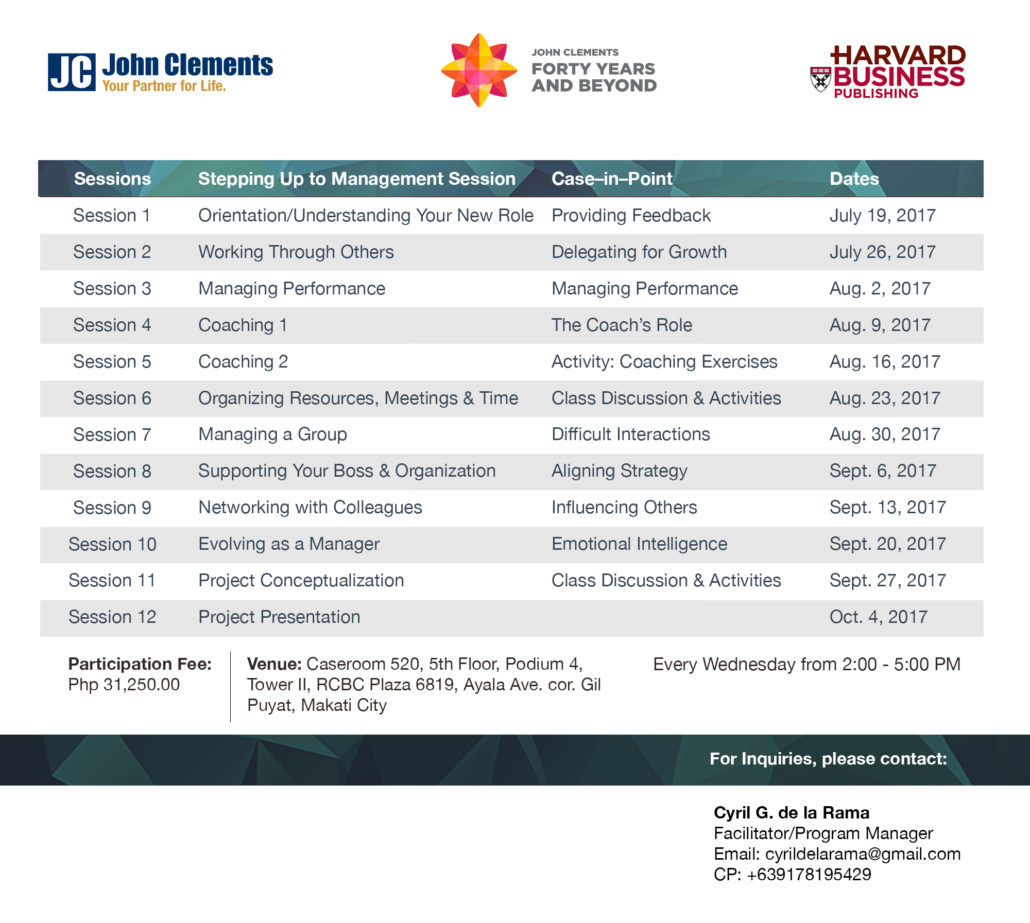 JC John Clements
Your Partner for Life.
JOHN CLEMENTS
FORTY YEARS
AND BEYOND
HARVARD
BUSINESS
PUBLISHING
Sessions Stepping Up to Management Session Case–in–Point Dates
Session 1 Orientation/Understanding Your New Role Providing Feedback July 19, 2017
Session 2 Working Through Others Delegating for Growth July 26, 2017
Session 3 Managing Performance Managing Performance Aug. 2, 2017
Session 4 Coaching 1 The Coach’s Role Aug. 9, 2017
Session 5 Coaching 2 Activity: Coaching Exercises Aug. 16, 2017
Session 6 Organizing Resources, Meetings & Time Class Discussion & Activities Aug. 23, 2017
Session 7 Managing a Group Difficult Interactions Aug. 30, 2017
Session 8 Supporting Your Boss & Organization Aligning Strategy Sept. 6, 2017
Session 9 Networking with Colleagues Influencing Others Sept. 13, 2017
Session 10 Evolving as a Manager Emotional Intelligence Sept. 20, 2017
Session 11 Project Conceptualization Class Discussion & Activities Sept. 27, 2017
Session 12 Project Presentation Oct. 4, 2017
Participation Fee:
Php 31,250.00
Venue: Caseroom 520, 5th Floor, Podium 4,
Tower II, RCBC Plaza 6819, Ayala Ave. cor. Gil
Puyat, Makati City
Every Wednesday from 2:00 - 5:00 PM
For Inquiries, please contact:
Cyril G. de la Rama
Facilitator/Program Manager
Email: cyrildelarama@gmail.com
CP: +639178195429